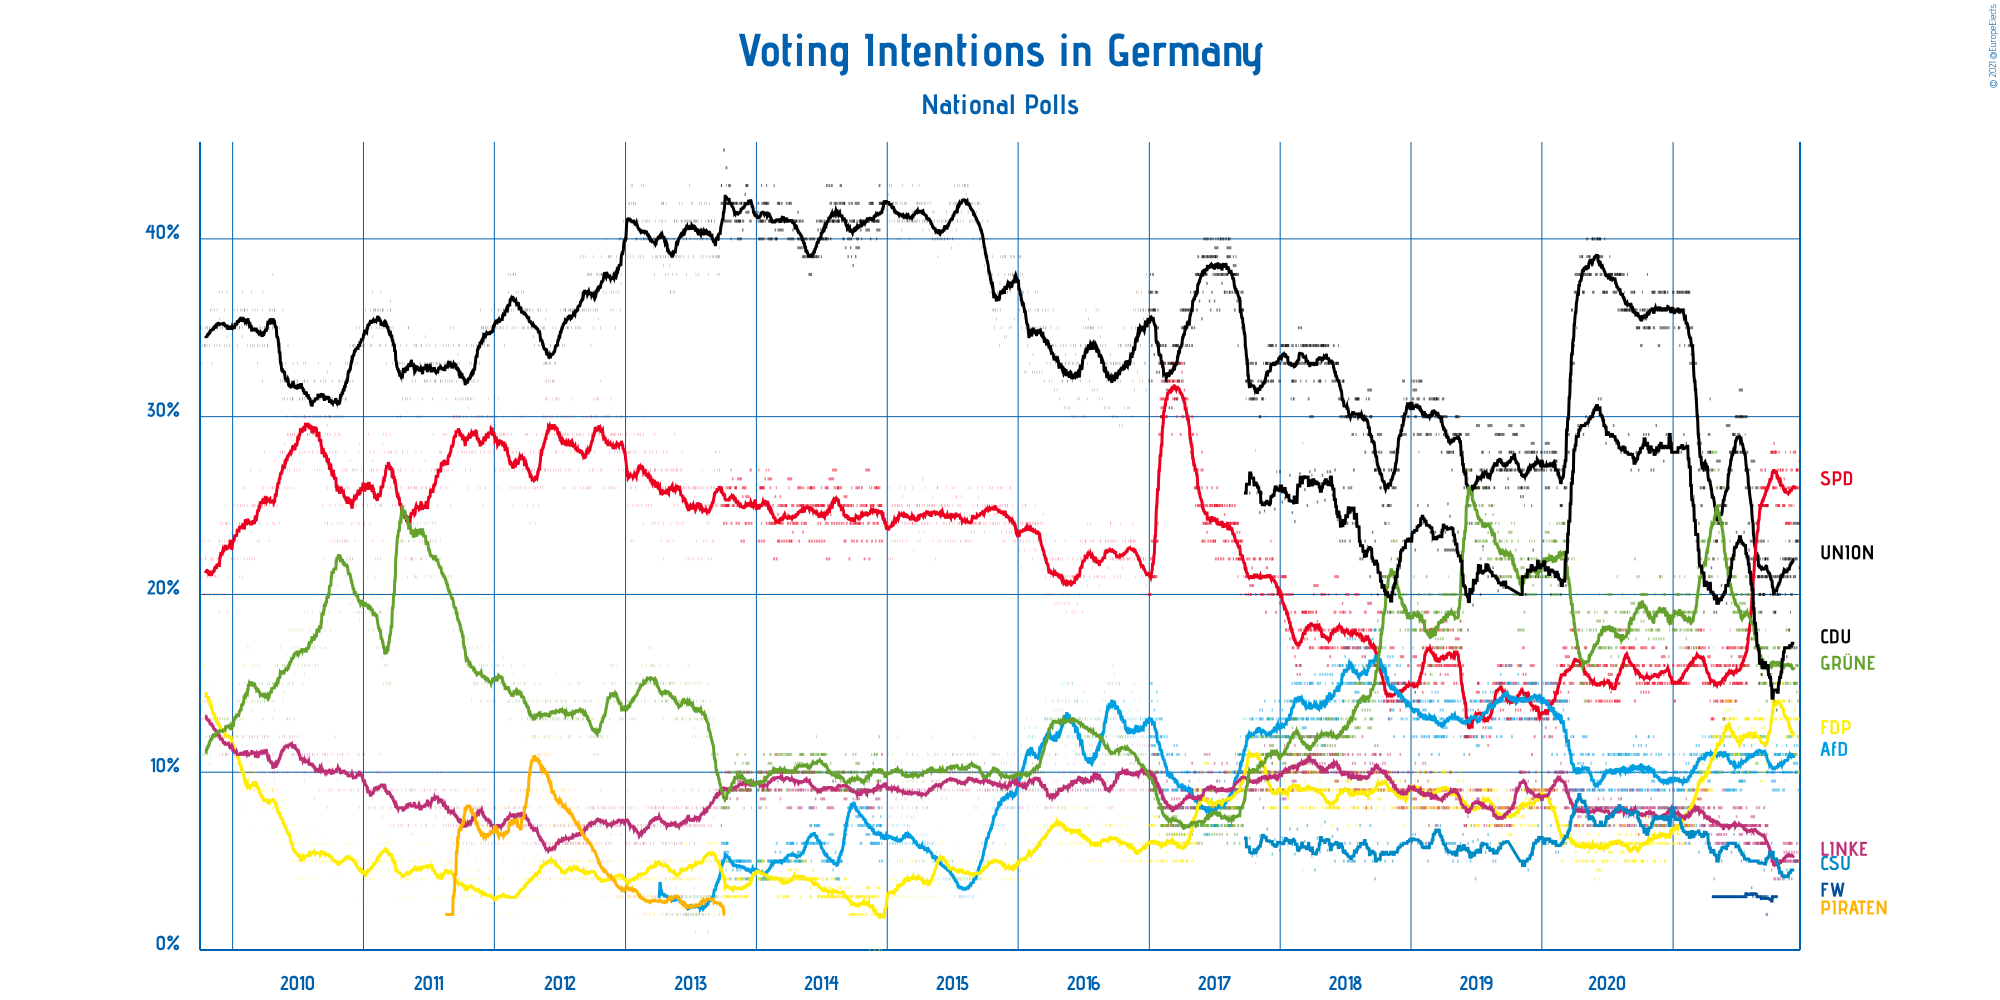 © 2021 @EuropeElects
Voting Intentions in Germany
National Polls
40%
30%
20%
10%
0%
SPD
UNION
CDU
GRÜNE
FDP
AfD
LINKE
CSU
FW
PIRATEN
2010 2011 2012 2013 2014 2015 2016 2017 2018 2019 2020